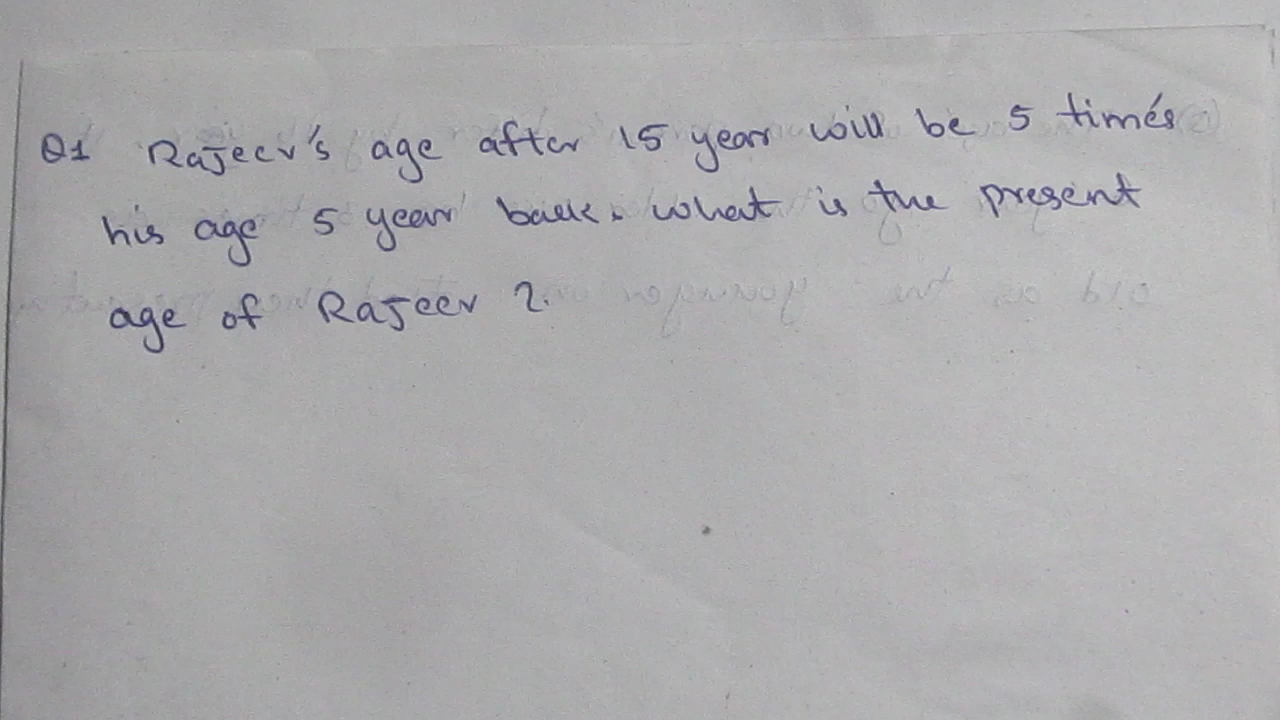 Q1 Rajeev's age after 15 year will be 5 times
his age 5 year back. what is the present
age of Rajeev ?.